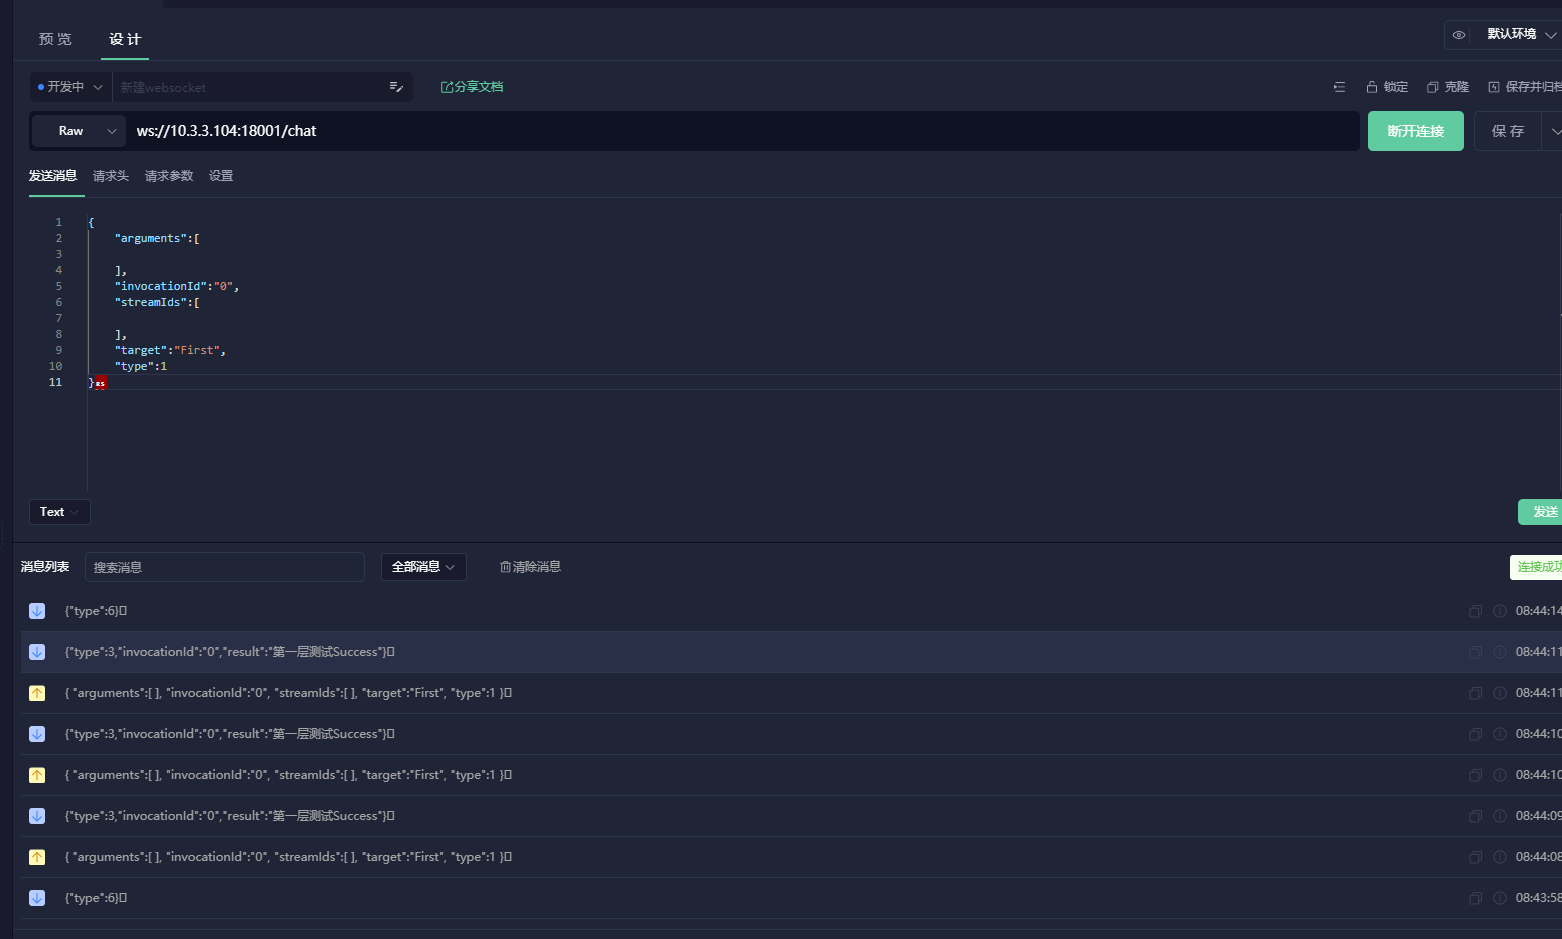 预 览 设 计
默认环境
开发中 新建websocket 分享文档 锁定 克隆 保存并归档
Raw ws://10.3.3.104:18001/chat 断开连接 保 存
发送消息 请求头 请求参数 设置
1 {
2 "arguments":[
3
4 ],
5 "invocationId":"0",
6 "streamIds":[
7
8 ],
9 "target":"First",
10 "type":1
11 }RS
Text 发送
消息列表 搜索消息 全部消息 清除消息 连接成功
{"type":6} 08:44:14
{"type":3,"invocationId":"0","result":"第一层测试Success"} 08:44:11
{ "arguments":[ ], "invocationId":"0", "streamIds":[ ], "target":"First", "type":1 } 08:44:11
{"type":3,"invocationId":"0","result":"第一层测试Success"} 08:44:10
{ "arguments":[ ], "invocationId":"0", "streamIds":[ ], "target":"First", "type":1 } 08:44:10
{"type":3,"invocationId":"0","result":"第一层测试Success"} 08:44:09
{ "arguments":[ ], "invocationId":"0", "streamIds":[ ], "target":"First", "type":1 } 08:44:08
{"type":6} 08:43:58